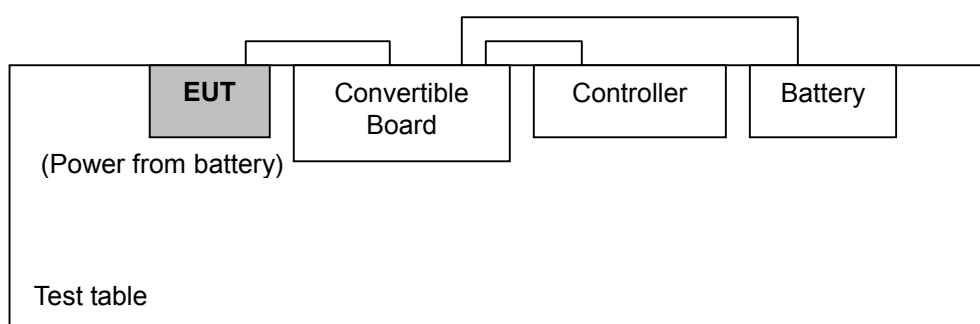 EUT
Convertible
Board
Controller
Battery
(Power from battery)
Test table